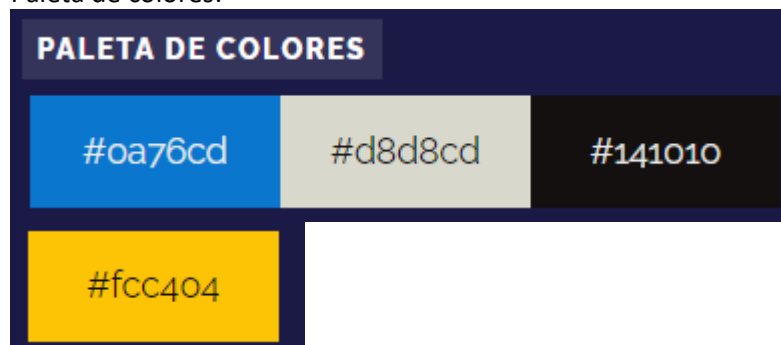 Paleta de colores:
PALETA DE COLORES
#0a76cd #d8d8cd #141010
#fcc404